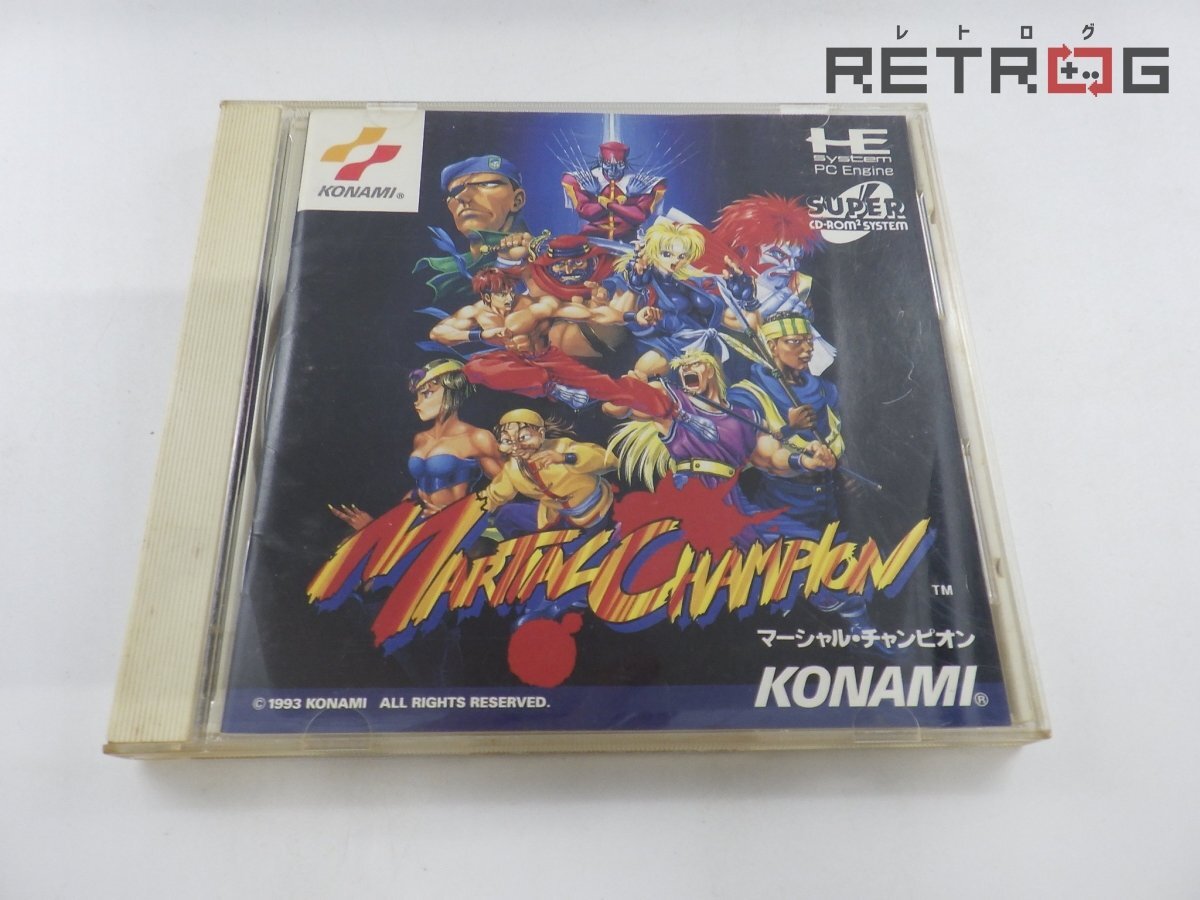 レトロゲ
RETROG
KONAMI®
HE
system
PC Engine
SUPER
CD-ROM² SYSTEM
MARTIAL CHAMPION
TM
マーシャル・チャンピオン
KONAMI®
© 1993 KONAMI ALL RIGHTS RESERVED.